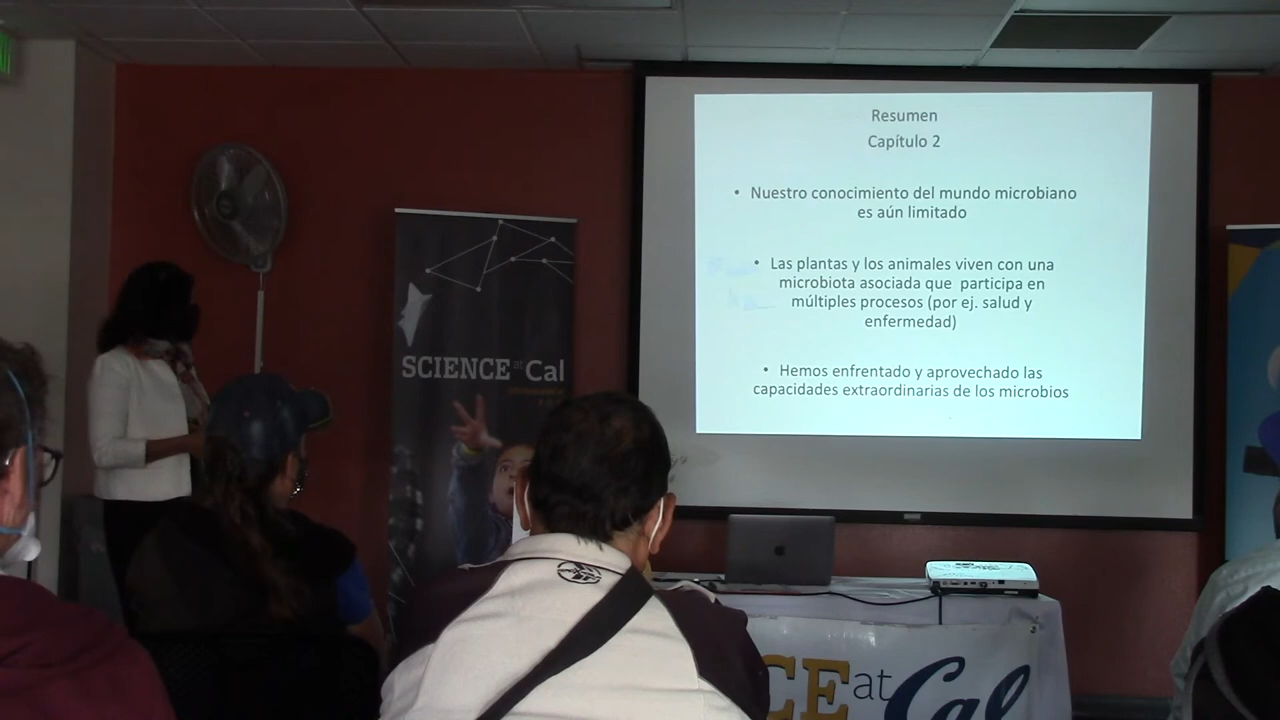 Resumen
Capítulo 2
• Nuestro conocimiento del mundo microbiano
es aún limitado
• Las plantas y los animales viven con una
microbiota asociada que participa en
múltiples procesos (por ej. salud y
enfermedad)
• Hemos enfrentado y aprovechado las
capacidades extraordinarias de los microbios
SCIENCE at Cal
CE at Cal